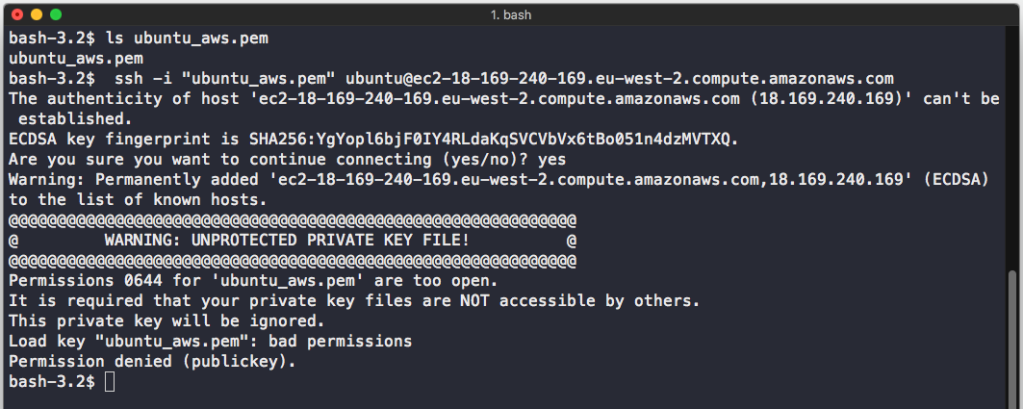 1. bash
bash-3.2$ ls ubuntu_aws.pem
ubuntu_aws.pem
bash-3.2$  ssh -i "ubuntu_aws.pem" ubuntu@ec2-18-169-240-169.eu-west-2.compute.amazonaws.com
The authenticity of host 'ec2-18-169-240-169.eu-west-2.compute.amazonaws.com (18.169.240.169)' can't be
 established.
ECDSA key fingerprint is SHA256:YgYopl6bjF0IY4RLdaKqSVCVbVx6tBo051n4dzMVTXQ.
Are you sure you want to continue connecting (yes/no)? yes
Warning: Permanently added 'ec2-18-169-240-169.eu-west-2.compute.amazonaws.com,18.169.240.169' (ECDSA)
to the list of known hosts.
@@@@@@@@@@@@@@@@@@@@@@@@@@@@@@@@@@@@@@@@@@@@@@@@@@@@@@@@@@@
@         WARNING: UNPROTECTED PRIVATE KEY FILE!          @
@@@@@@@@@@@@@@@@@@@@@@@@@@@@@@@@@@@@@@@@@@@@@@@@@@@@@@@@@@@
Permissions 0644 for 'ubuntu_aws.pem' are too open.
It is required that your private key files are NOT accessible by others.
This private key will be ignored.
Load key "ubuntu_aws.pem": bad permissions
Permission denied (publickey).
bash-3.2$